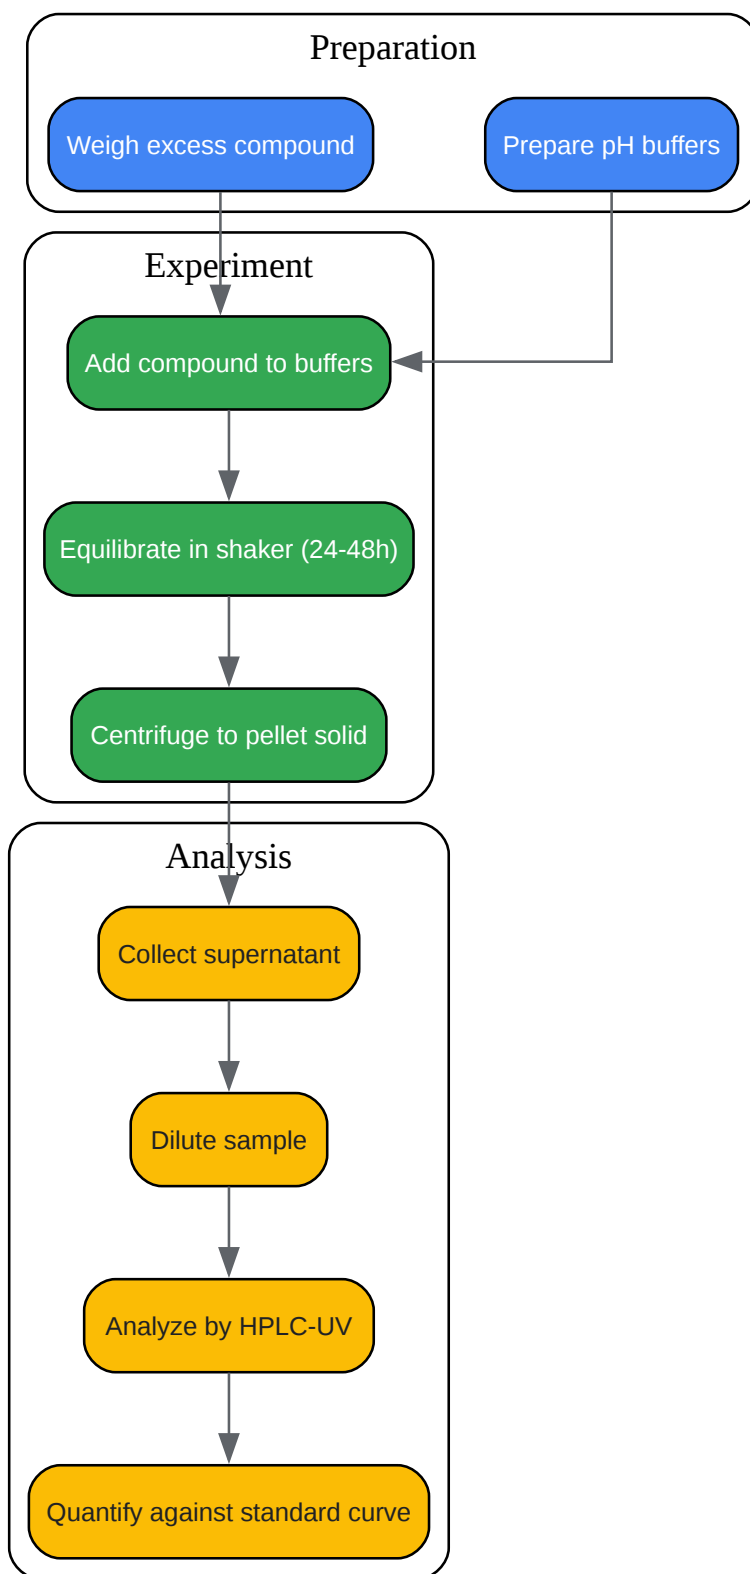 Preparation
Weigh excess compound
Prepare pH buffers
Experiment
Add compound to buffers
Equilibrate in shaker (24-48h)
Centrifuge to pellet solid
Analysis
Collect supernatant
Dilute sample
Analyze by HPLC-UV
Quantify against standard curve